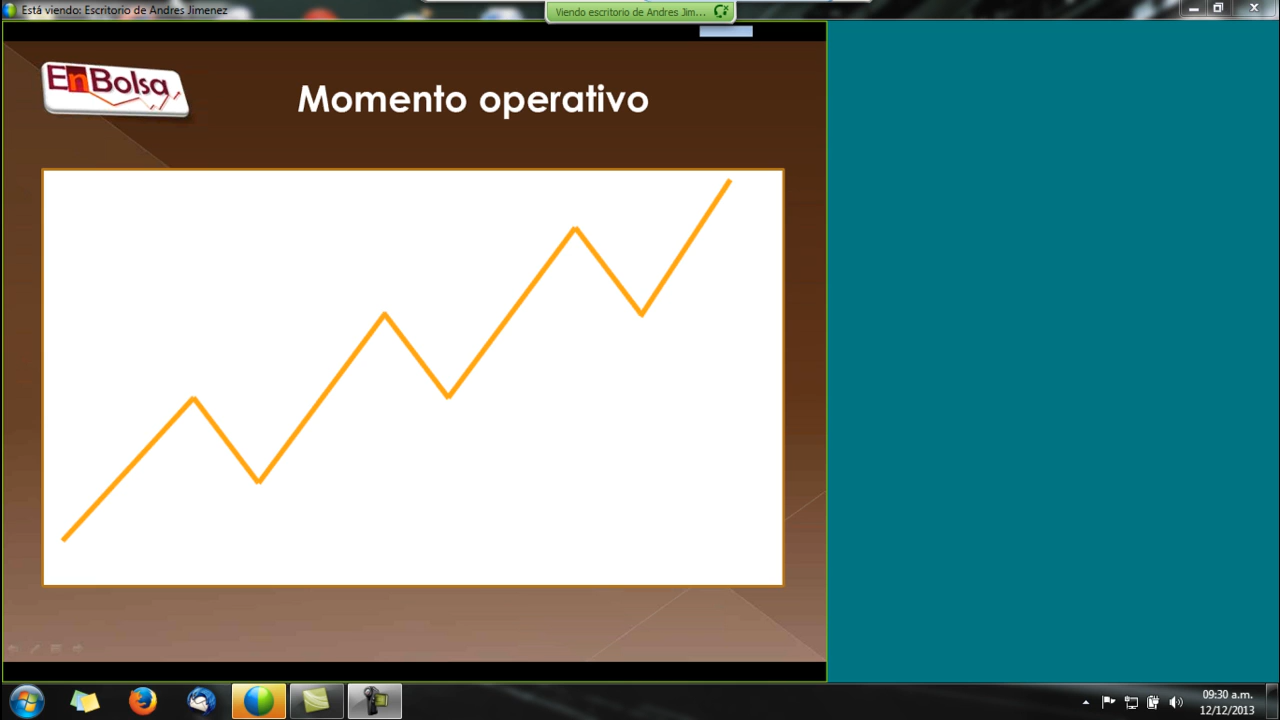 Está viendo: Escritorio de Andres Jimenez
Viendo escritorio de Andres Jim...
EnBolsa
Momento operativo
09:30 a.m.
12/12/2013